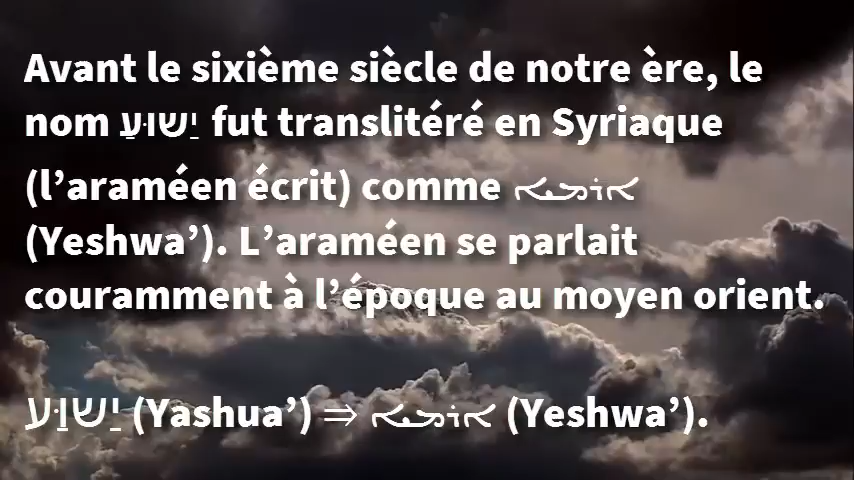 Avant le sixième siècle de notre ère, le
nom יַשׁוּעַ fut translitéré en Syriaque
(l’araméen écrit) comme
(Yeshwa’). L’araméen se parlait
couramment à l’époque au moyen orient.
יַשׁוּעַ (Yashua’) ⇒ (Yeshwa’).